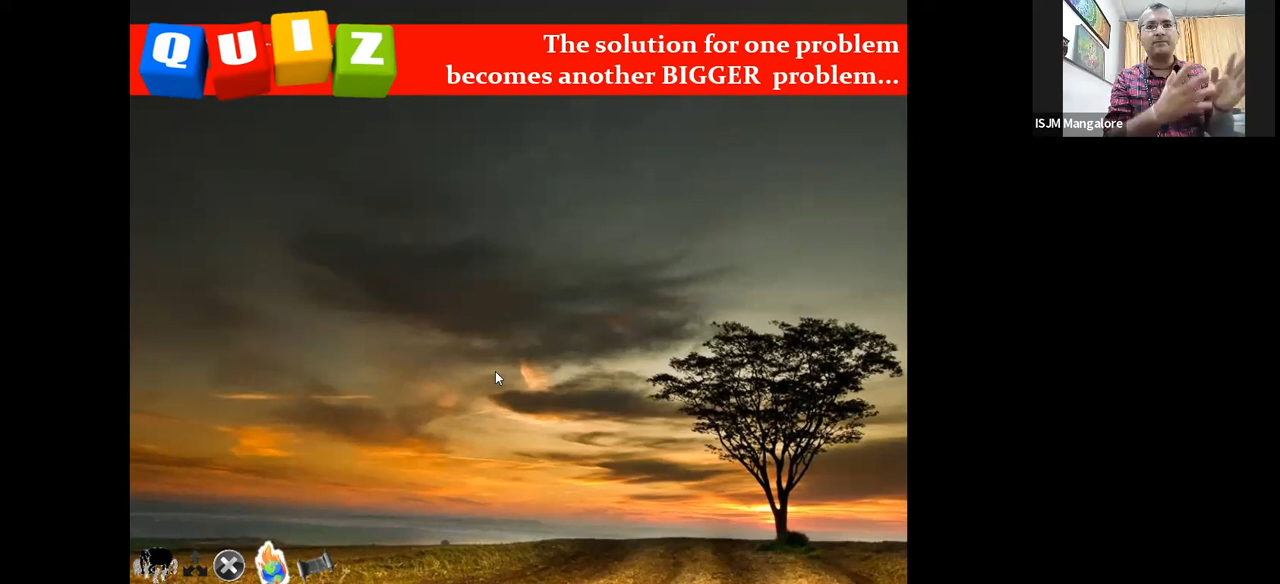 QUIZ
The solution for one problem
becomes another BIGGER problem...
ISJM Mangalore